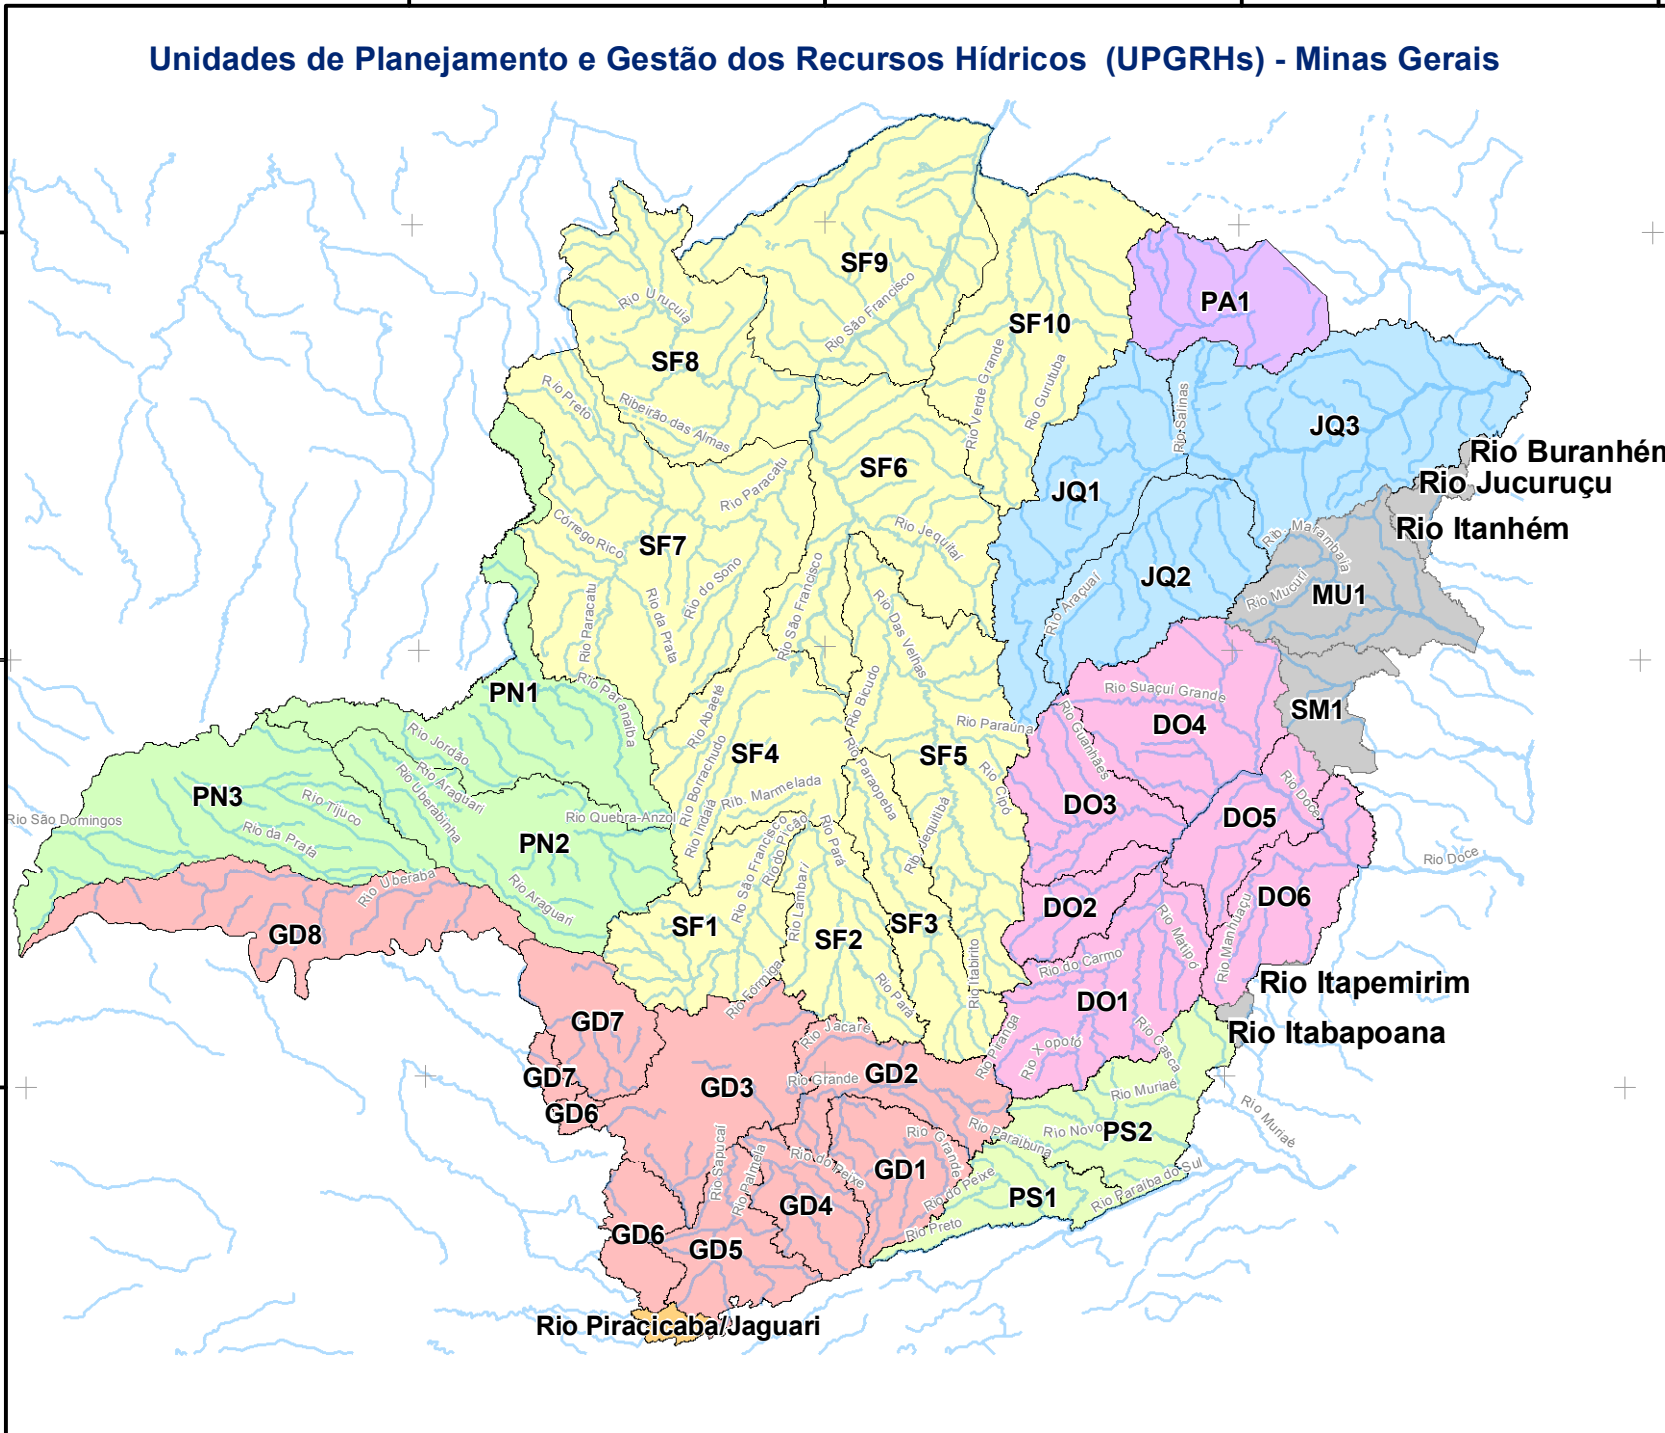 Unidades de Planejamento e Gestão dos Recursos Hídricos (UPGRHs) - Minas Gerais
SF9
PA1
Rio Urucuia
Rio São Francisco
SF10
SF8
Rio Verde Grande
Rio Gurutuba
Rio Preto
Ribeirão das Almas
Rio Salinas
JQ3
Rio Buranhém
SF6
Rio Paracatu
JQ1
Rio Jucuruçu
Córrego Rico
SF7
Rio Jequitaí
Rib. Marambaia
Rio Itanhém
Rio do Sono
Rio São Francisco
JQ2
Rio Araçuaí
Rio Mucuri
MU1
Rio Paracatu
Rio da Prata
Rio Das Velhas
PN1
Rio Paranaíba
Rio Abaeté
Rio Bicudo
Rio Suaçuí Grande
SM1
Rio Paraúna
DO4
Rio Guanhães
Rio Jordão
SF4
SF5
Rio Araguari
Rio Uberabinha
Rio Borrachudo
Rio Paraopeba
Rio Cipó
PN3
Rio Tijuco
Rib. Marmelada
DO3
Rio Doce
DO5
Rio São Domingos
Rio da Prata
Rio Quebra-Anzol
Rio Indaiá
PN2
Rio São Francisco
Rio do Picão
Rio Pará
Rib. Jequitibá
Rio Doce
Rio Uberaba
Rio Araguari
Rio Lambari
DO2
DO6
GD8
SF1
SF2
SF3
Rio Matipó
Rio Manhuaçu
Rio do Carmo
Rio Itabirito
Rio Formiga
Rio Pará
Rio Itapemirim
DO1
GD7
Rio Jacaré
Rio Piranga
Rio Xopotó
Rio Casca
Rio Itabapoana
GD7
GD3
Rio Grande
GD2
Rio Muriaé
GD6
Rio Muriaé
Rio Paraibuna
Rio Novo
PS2
Rio Grande
Rio Sapucaí
Rio Palmela
Rio do Peixe
GD1
Rio do Peixe
Rio Paraíba do Sul
PS1
GD4
Rio Preto
GD6
GD5
Rio Piracicaba/Jaguari